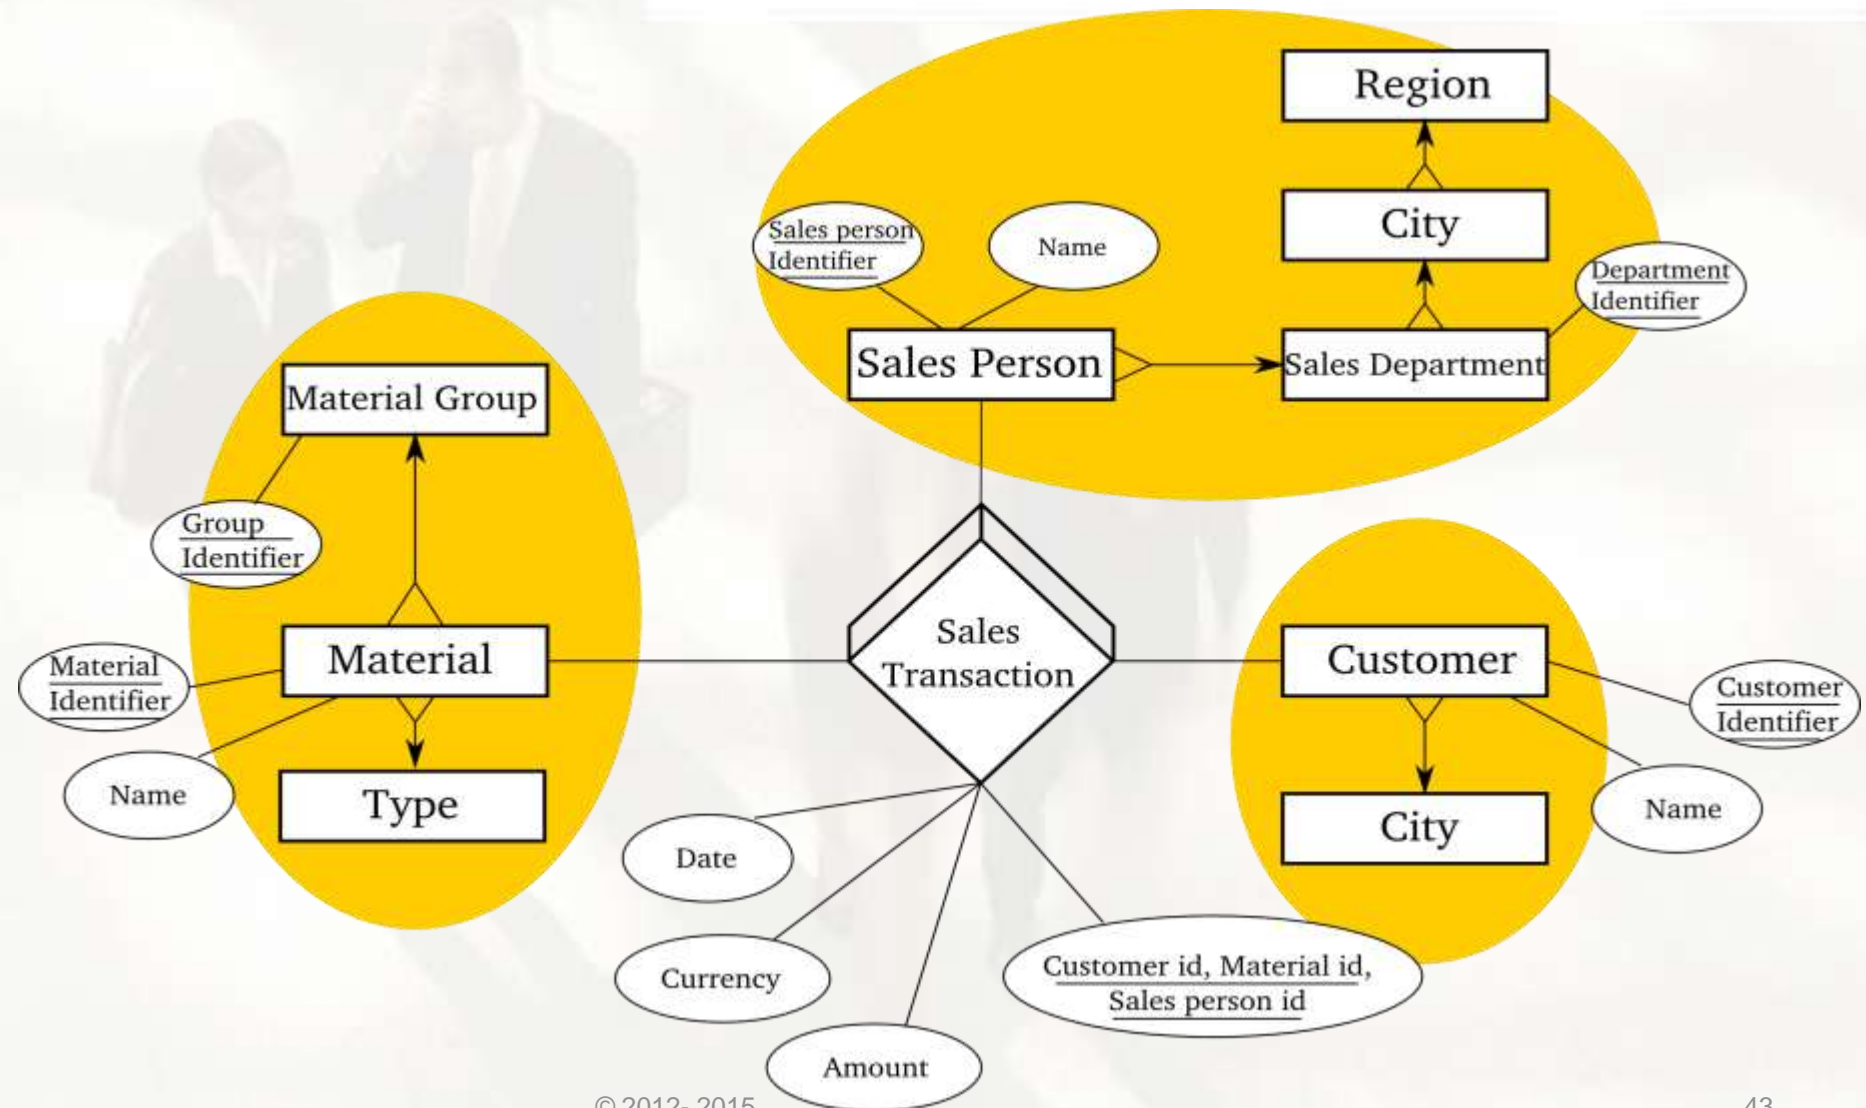 Region
City
Sales person
Identifier
Name
Department
Identifier
Sales Person
Sales Department
Material Group
Group
Identifier
Sales
Transaction
Material
Customer
Material
Identifier
Customer
Identifier
Name
Type
City
Name
Date
Currency
Customer id, Material id,
Sales person id
Amount
© 2012- 2015
43